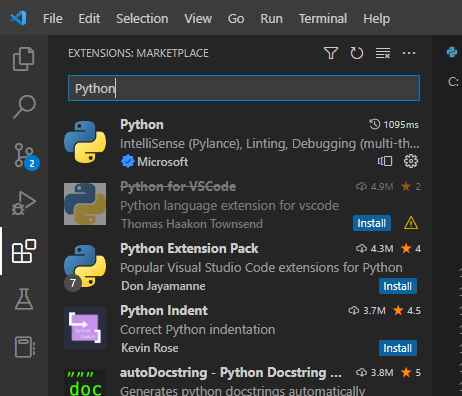 File Edit Selection View Go Run Terminal Help
EXTENSIONS: MARKETPLACE
Python
C:
Python 1095ms
IntelliSense (Pylance), Linting, Debugging (multi-th...
Microsoft
2
Python for VSCode 4.9M 2
Python language extension for vscode
Thomas Haakon Townsend Install
Python Extension Pack 4.3M 4
Popular Visual Studio Code extensions for Python
7
Don Jayamanne Install
Python Indent 3.7M 4.5
Correct Python indentation
Kevin Rose Install
autoDocstring - Python Docstring ... 3.8M 5
Generates python docstrings automatically
"""
doc